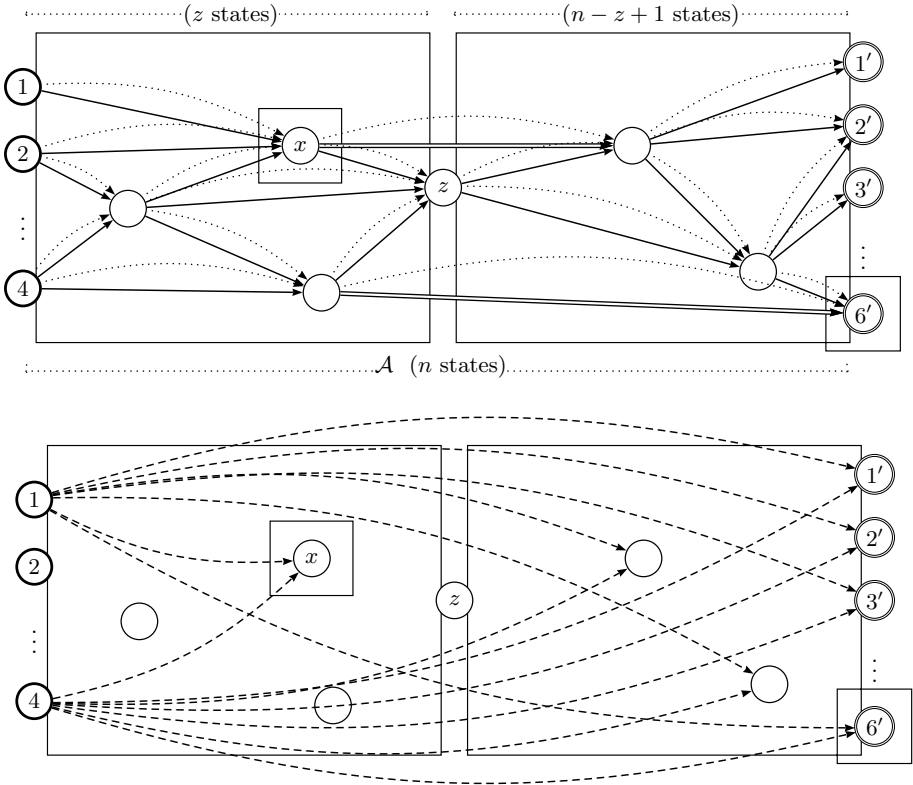 (z states) (n − z + 1 states)
1 1′
x
2 2′
z 3′
⋮ ⋮
4 6′
𝒜 (n states)
1 1′
x 2′
2
z 3′
⋮ ⋮
4 6′